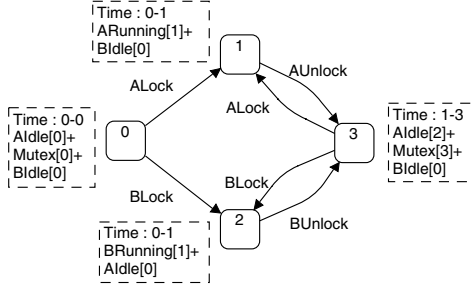 Time : 0-1
ARunning[1]+
BIdle[0]
1
ALock
AUnlock
ALock
Time : 0-0
AIdle[0]+
Mutex[0]+
BIdle[0]
0
3
Time : 1-3
AIdle[2]+
Mutex[3]+
BIdle[0]
BLock
BLock
2
BUnlock
Time : 0-1
BRunning[1]+
AIdle[0]